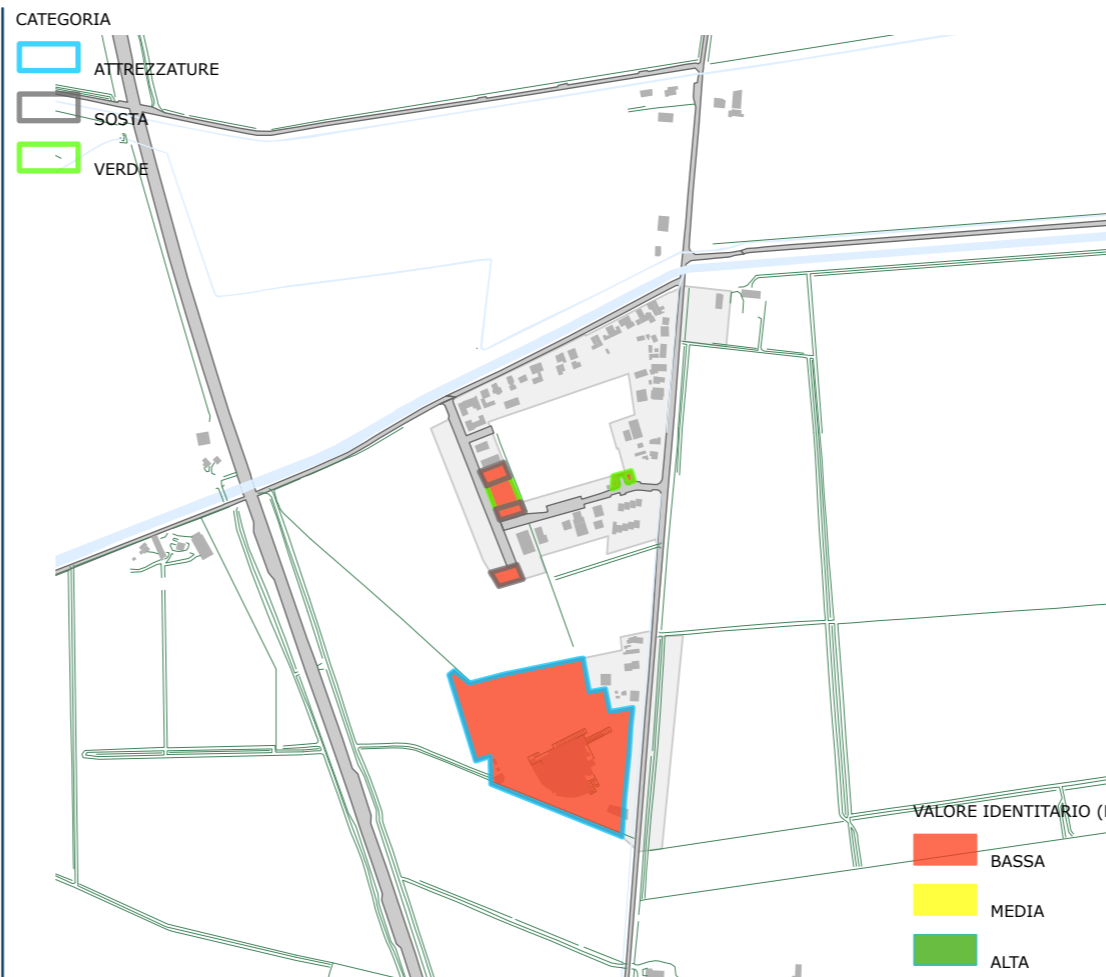 CATEGORIA
ATTREZZATURE
SOSTA
VERDE
VALORE IDENTITARIO (
BASSA
MEDIA
ALTA